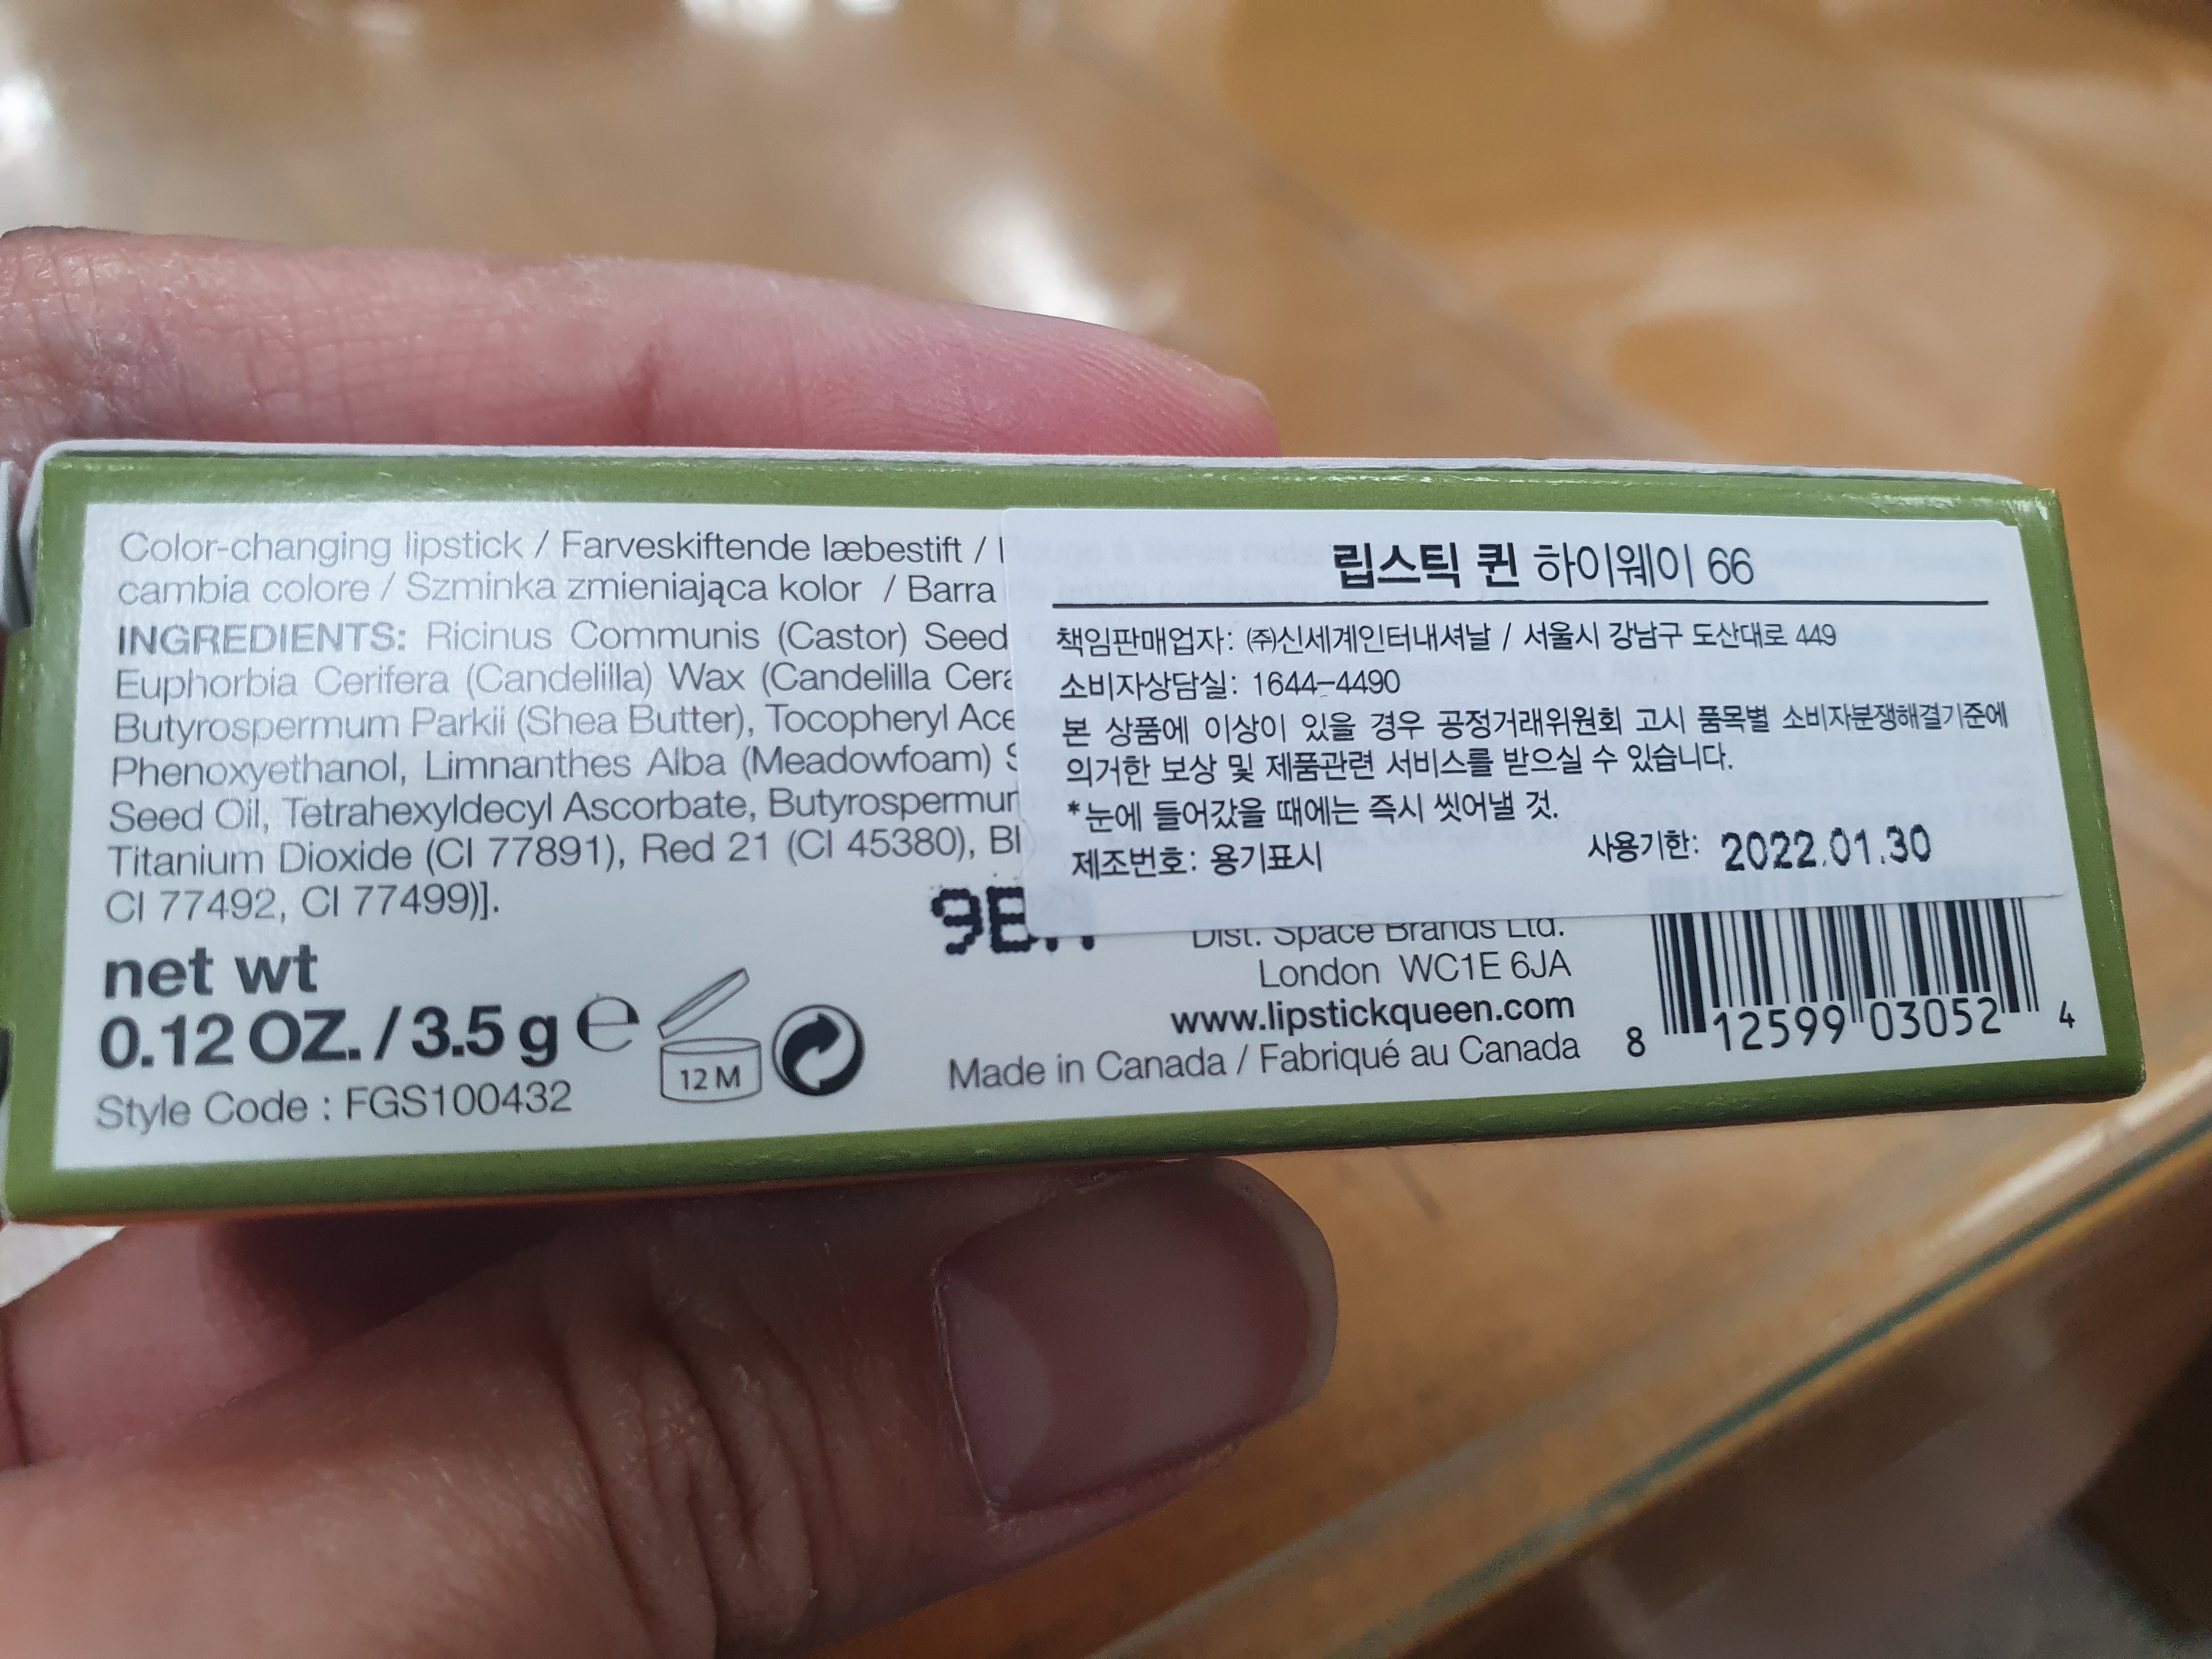 Color-changing lipstick / Farveskiftende læbestift /
cambia colore / Szminka zmieniająca kolor / Barra
INGREDIENTS: Ricinus Communis (Castor) Seed
Euphorbia Cerifera (Candelilla) Wax (Candelilla
Butyrospermum Parkii (Shea Butter), Tocopheryl
Phenoxyethanol, Limnanthes Alba (Meadowfoam)
Seed Oil, Tetrahexyldecyl Ascorbate,
Titanium Dioxide (CI 77891), Red 21 (CI 45380),
CI 77492, CI 77499)].
net wt
0.12 OZ. / 3.5 g e
12 M
Style Code : FGS100432
립스틱 퀸 하이웨이 66
책임판매업자: ㈜신세계인터내셔날 / 서울시 강남구 도산대로 449
소비자상담실: 1644-4490
본 상품에 이상이 있을 경우 공정거래위원회 고시 품목별 소비자분쟁해결기준에
의거한 보상 및 제품관련 서비스를 받으실 수 있습니다.
*눈에 들어갔을 때에는 즉시 씻어낼 것.
제조번호: 용기표시 사용기한: 2022.01.30
Dist. Space Brands Ltd.
London WC1E 6JA
www.lipstickqueen.com
Made in Canada / Fabriqué au Canada
8 12599 03052 4